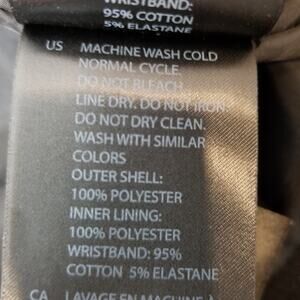 WRISTBAND:
95% COTTON
5% ELASTANE
US MACHINE WASH COLD
NORMAL CYCLE.
DO NOT BLEACH
LINE DRY. DO NOT IRON
DO NOT DRY CLEAN.
WASH WITH SIMILAR
COLORS
OUTER SHELL:
100% POLYESTER
INNER LINING:
100% POLYESTER
WRISTBAND: 95%
COTTON 5% ELASTANE
CA LAVAGE EN MACHINE À